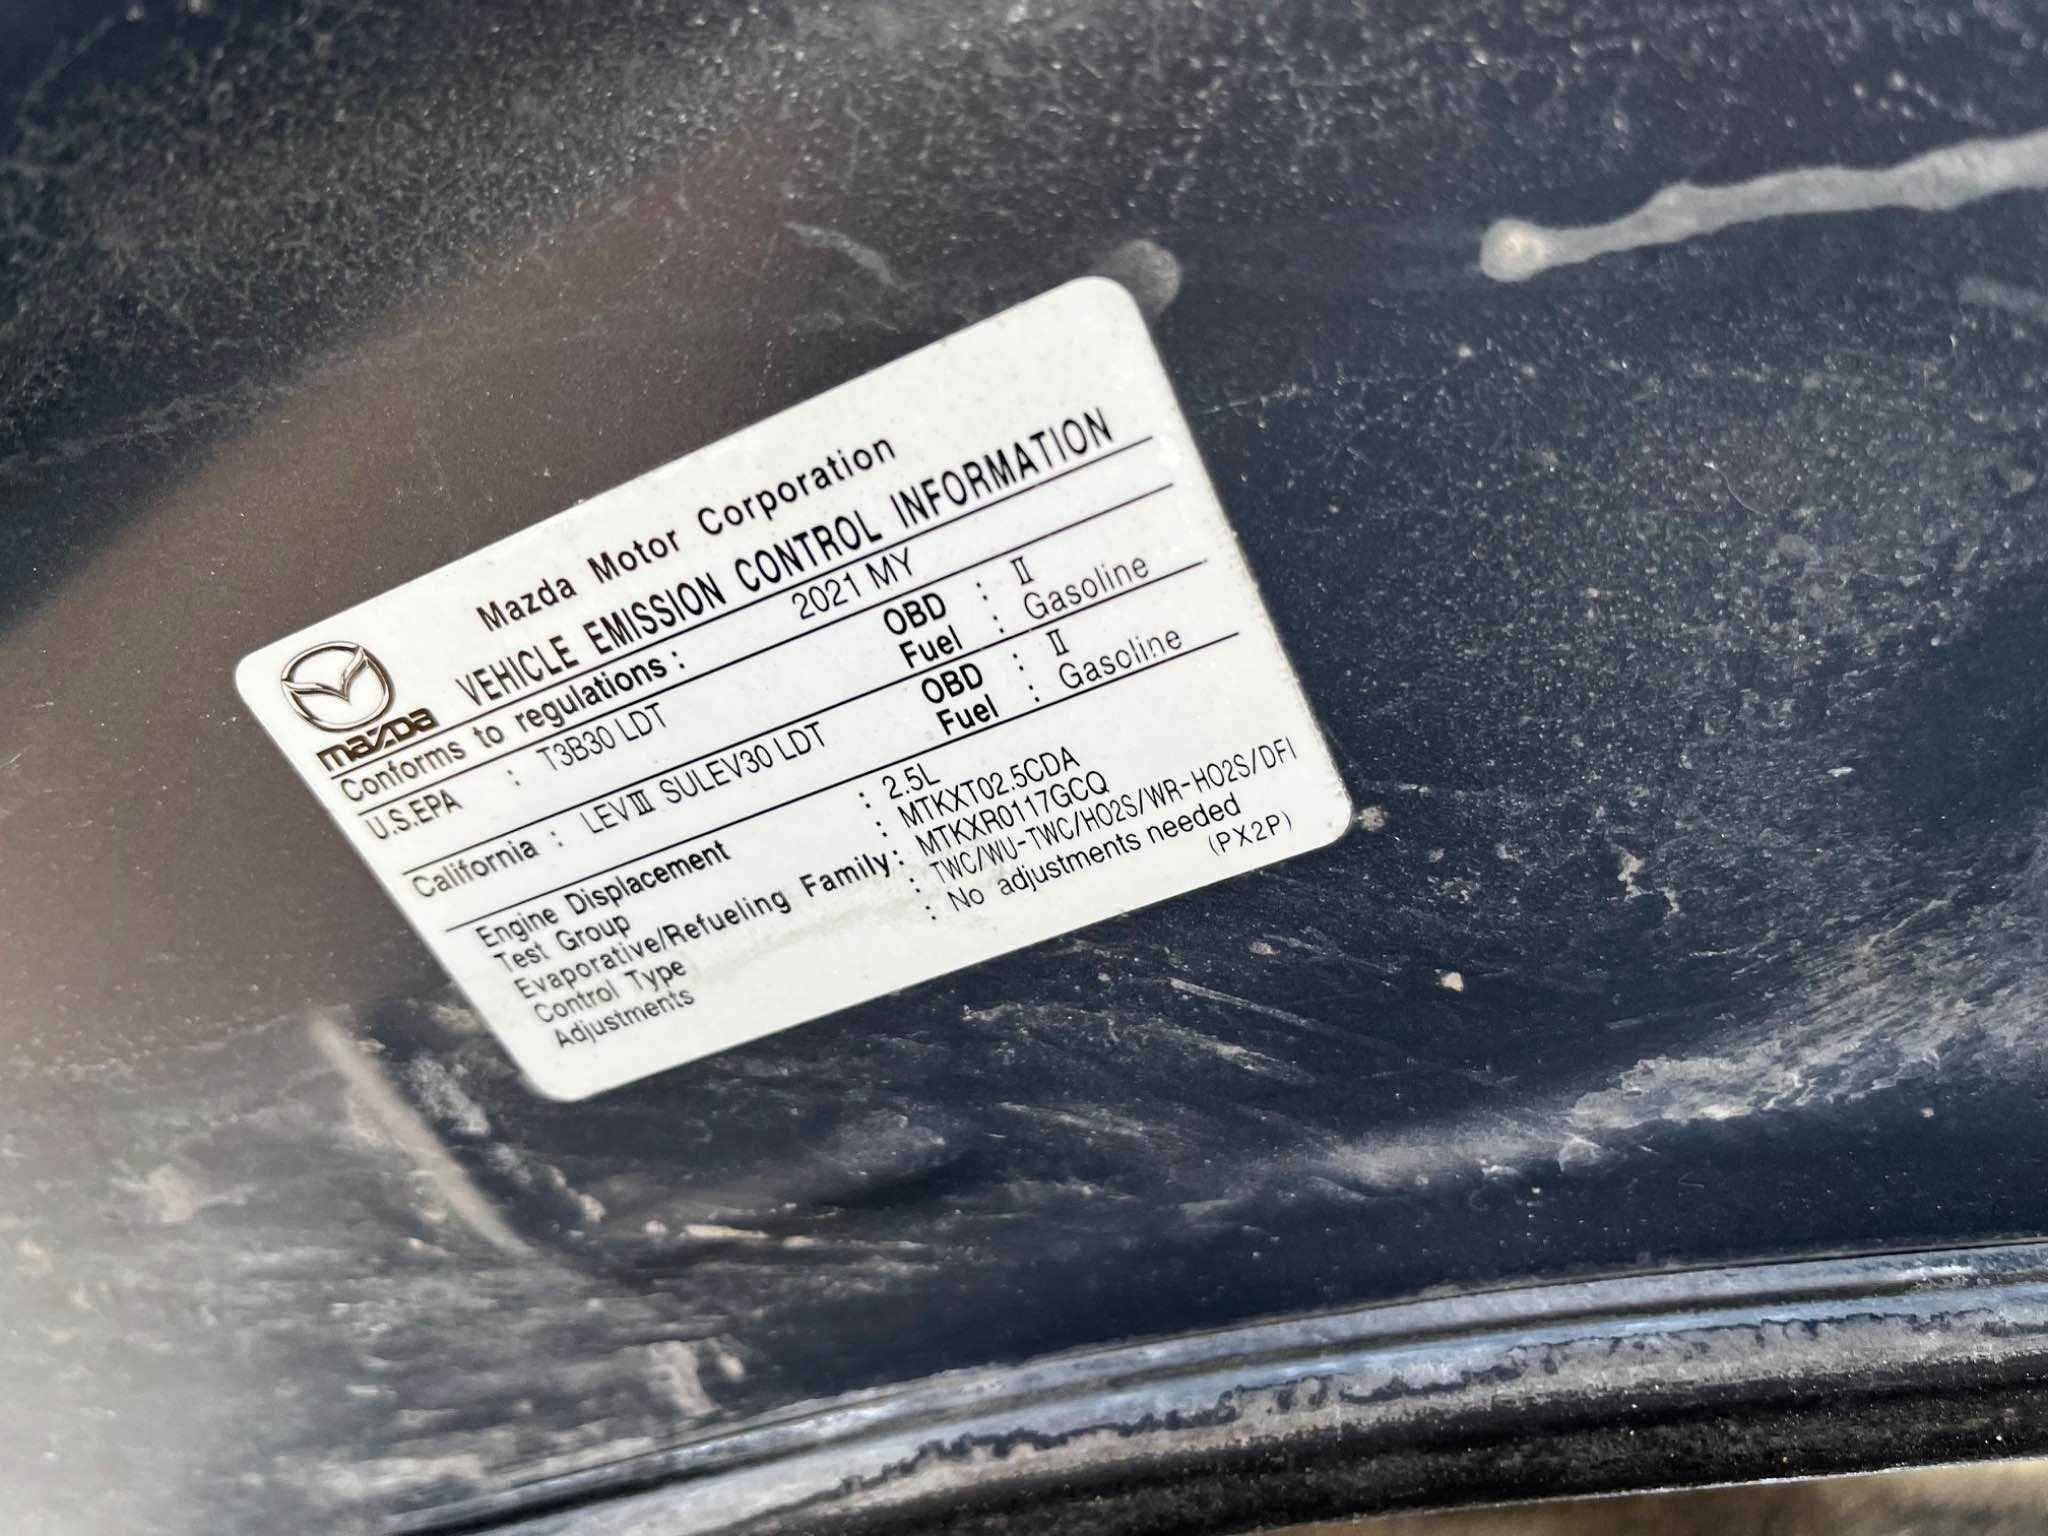 Mazda Motor Corporation
mazda VEHICLE EMISSION CONTROL INFORMATION
Conforms to regulations : 2021 MY
U.S.EPA : T3B30 LDT OBD : II
Fuel : Gasoline
California : LEVIII SULEV30 LDT OBD : II
Fuel : Gasoline
Engine Displacement : 2.5L
Test Group : MTKXT02.5CDA
Evaporative/Refueling Family : MTKXR0117GCQ
Control Type : TWC/WU-TWC/HO2S/WR-HO2S/DFI
Adjustments : No adjustments needed
(PX2P)